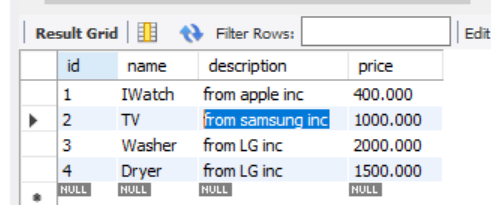 Result Grid Filter Rows: Edit
id name description price
1 IWatch from apple inc 400.000
2 TV from samsung inc 1000.000
3 Washer from LG inc 2000.000
4 Dryer from LG inc 1500.000
NULL NULL NULL NULL